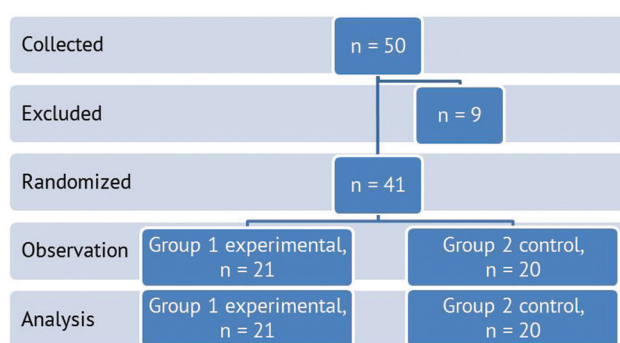 Collected
n = 50
Excluded
n = 9
Randomized
n = 41
Observation
Group 1 experimental,
n = 21
Group 2 control,
n = 20
Analysis
Group 1 experimental,
n = 21
Group 2 control,
n = 20